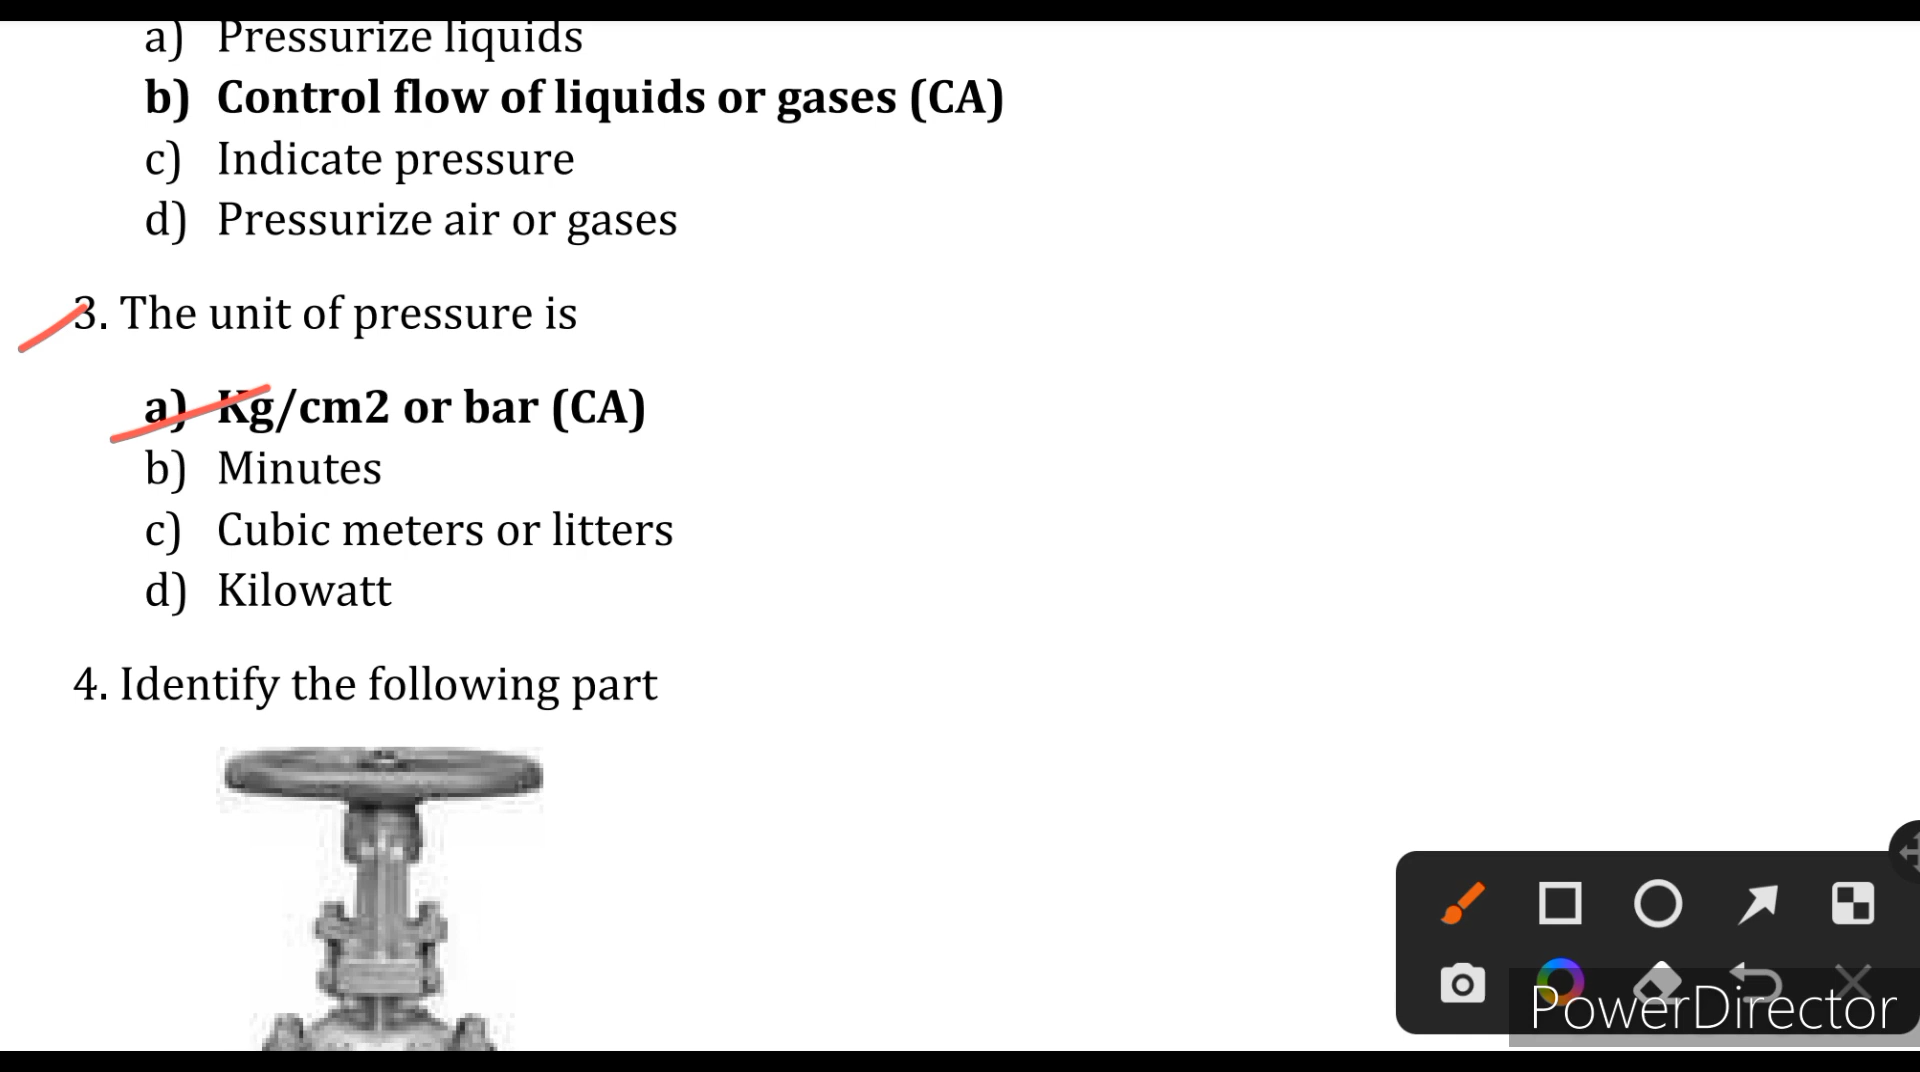 a) Pressurize liquids
b) Control flow of liquids or gases (CA)
c) Indicate pressure
d) Pressurize air or gases
3. The unit of pressure is
a) Kg/cm2 or bar (CA)
b) Minutes
c) Cubic meters or litters
d) Kilowatt
4. Identify the following part
PowerDirector